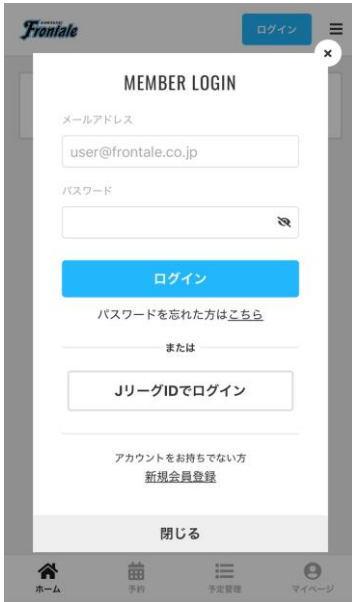 Frontale
ログイン
×
MEMBER LOGIN
メールアドレス
user@frontale.co.jp
パスワード
ログイン
パスワードを忘れた方はこちら
または
JリーグIDでログイン
アカウントをお持ちでない方
新規会員登録
閉じる
ホーム
予約
予定管理
マイページ